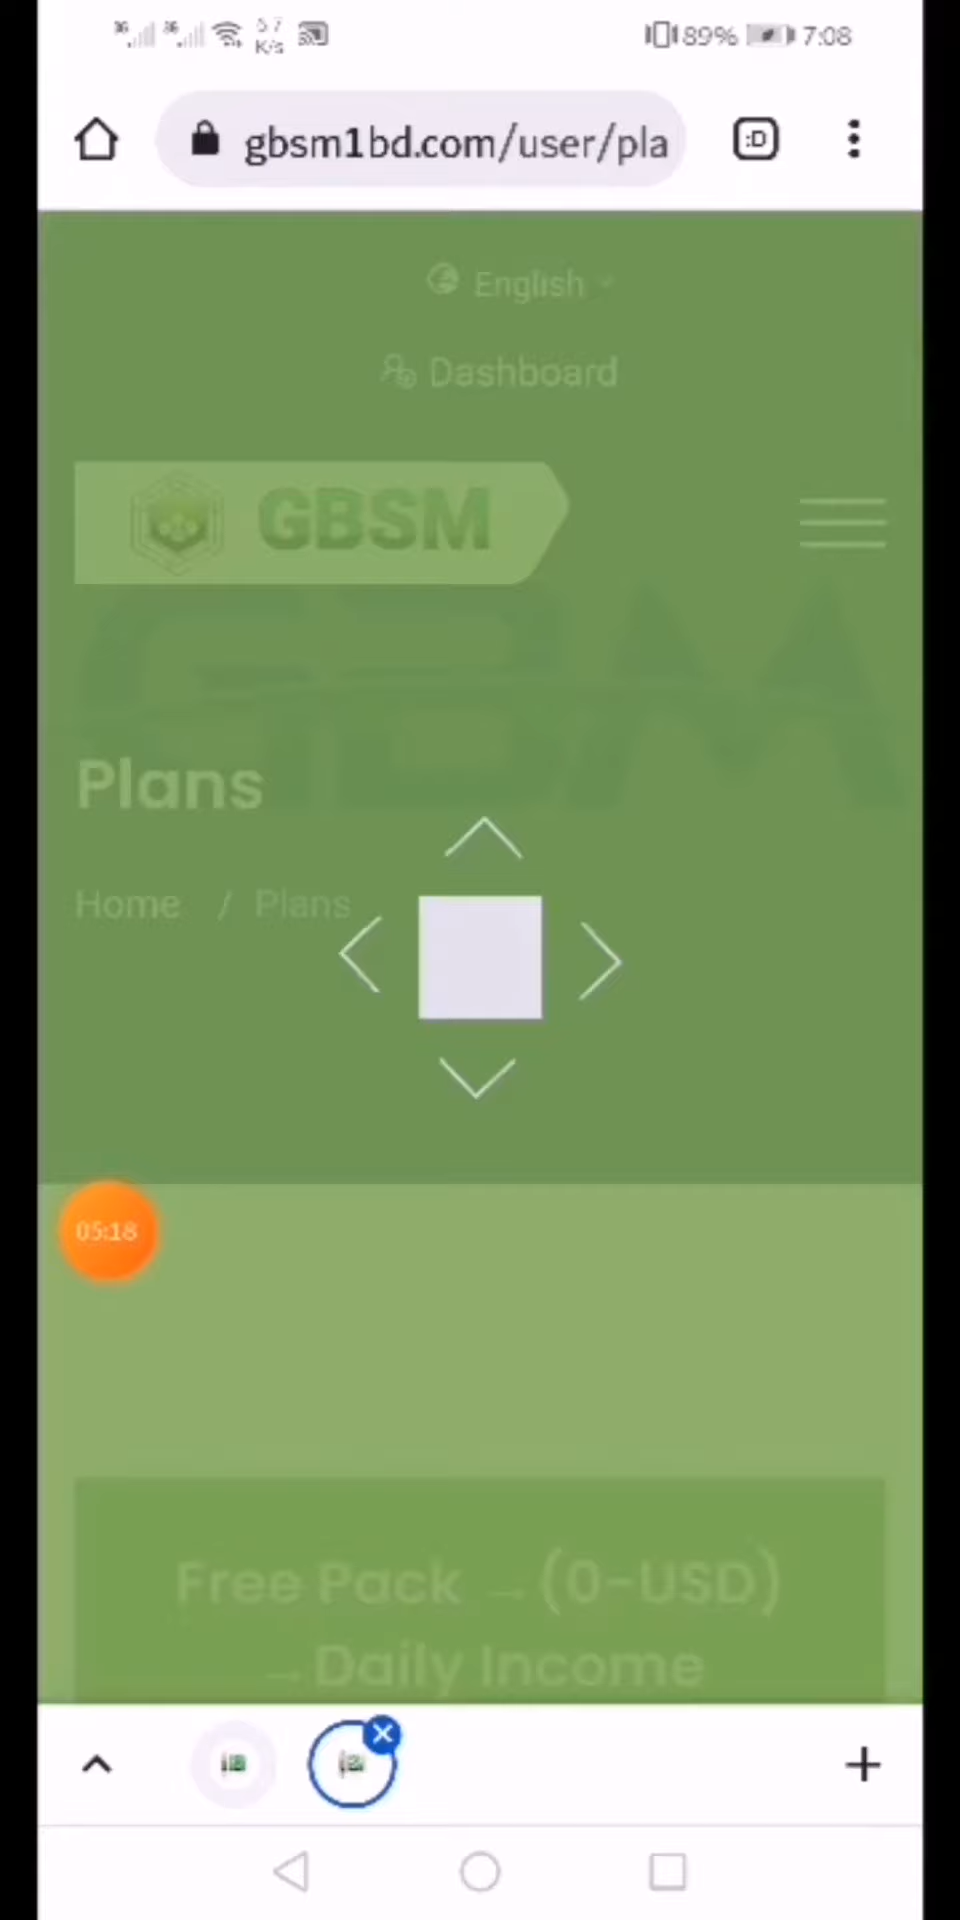 K/s
89%
7:08
gbsm1bd.com/user/pla
:D
English
Dashboard
GBSM
Plans
Home / Plans
05:18
Free Pack →(0-USD)
→Daily Income